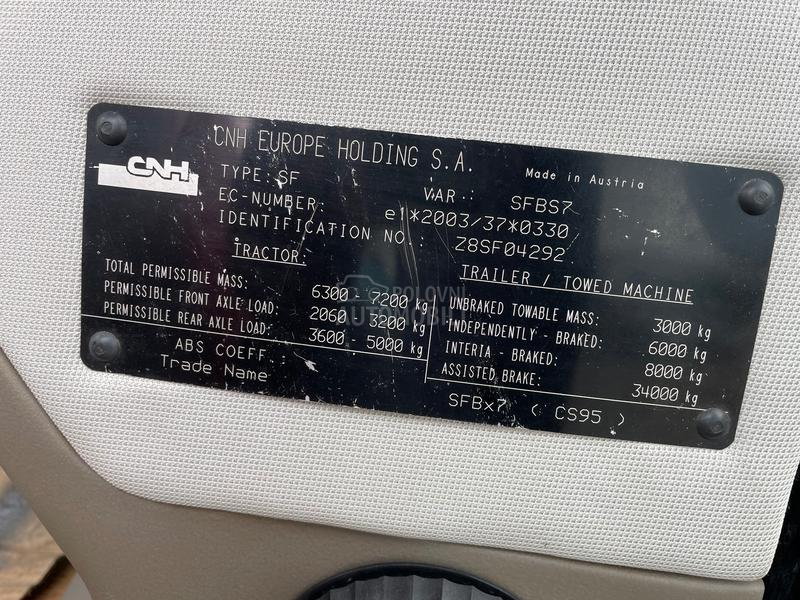 CNH EUROPE HOLDING S.A.
Made in Austria
CNH
TYPE: SF
VAR.: SFBS7
EC-NUMBER: e1*2003/37*0330
IDENTIFICATION NO.: Z8SF04292
TRACTOR:
TOTAL PERMISSIBLE MASS: 6300 - 7200 kg
PERMISSIBLE FRONT AXLE LOAD: 2060 - 3200 kg
PERMISSIBLE REAR AXLE LOAD: 3600 - 5000 kg
TRAILER / TOWED MACHINE
UNBRAKED TOWABLE MASS: 3000 kg
INDEPENDENTLY - BRAKED: 6000 kg
INTERIA BRAKED: 8000 kg
ASSISTED BRAKE: 34000 kg
ABS COEFF
Trade Name
SFBx7 ( CS95 )
POLOVNI
AUTOMOBILI